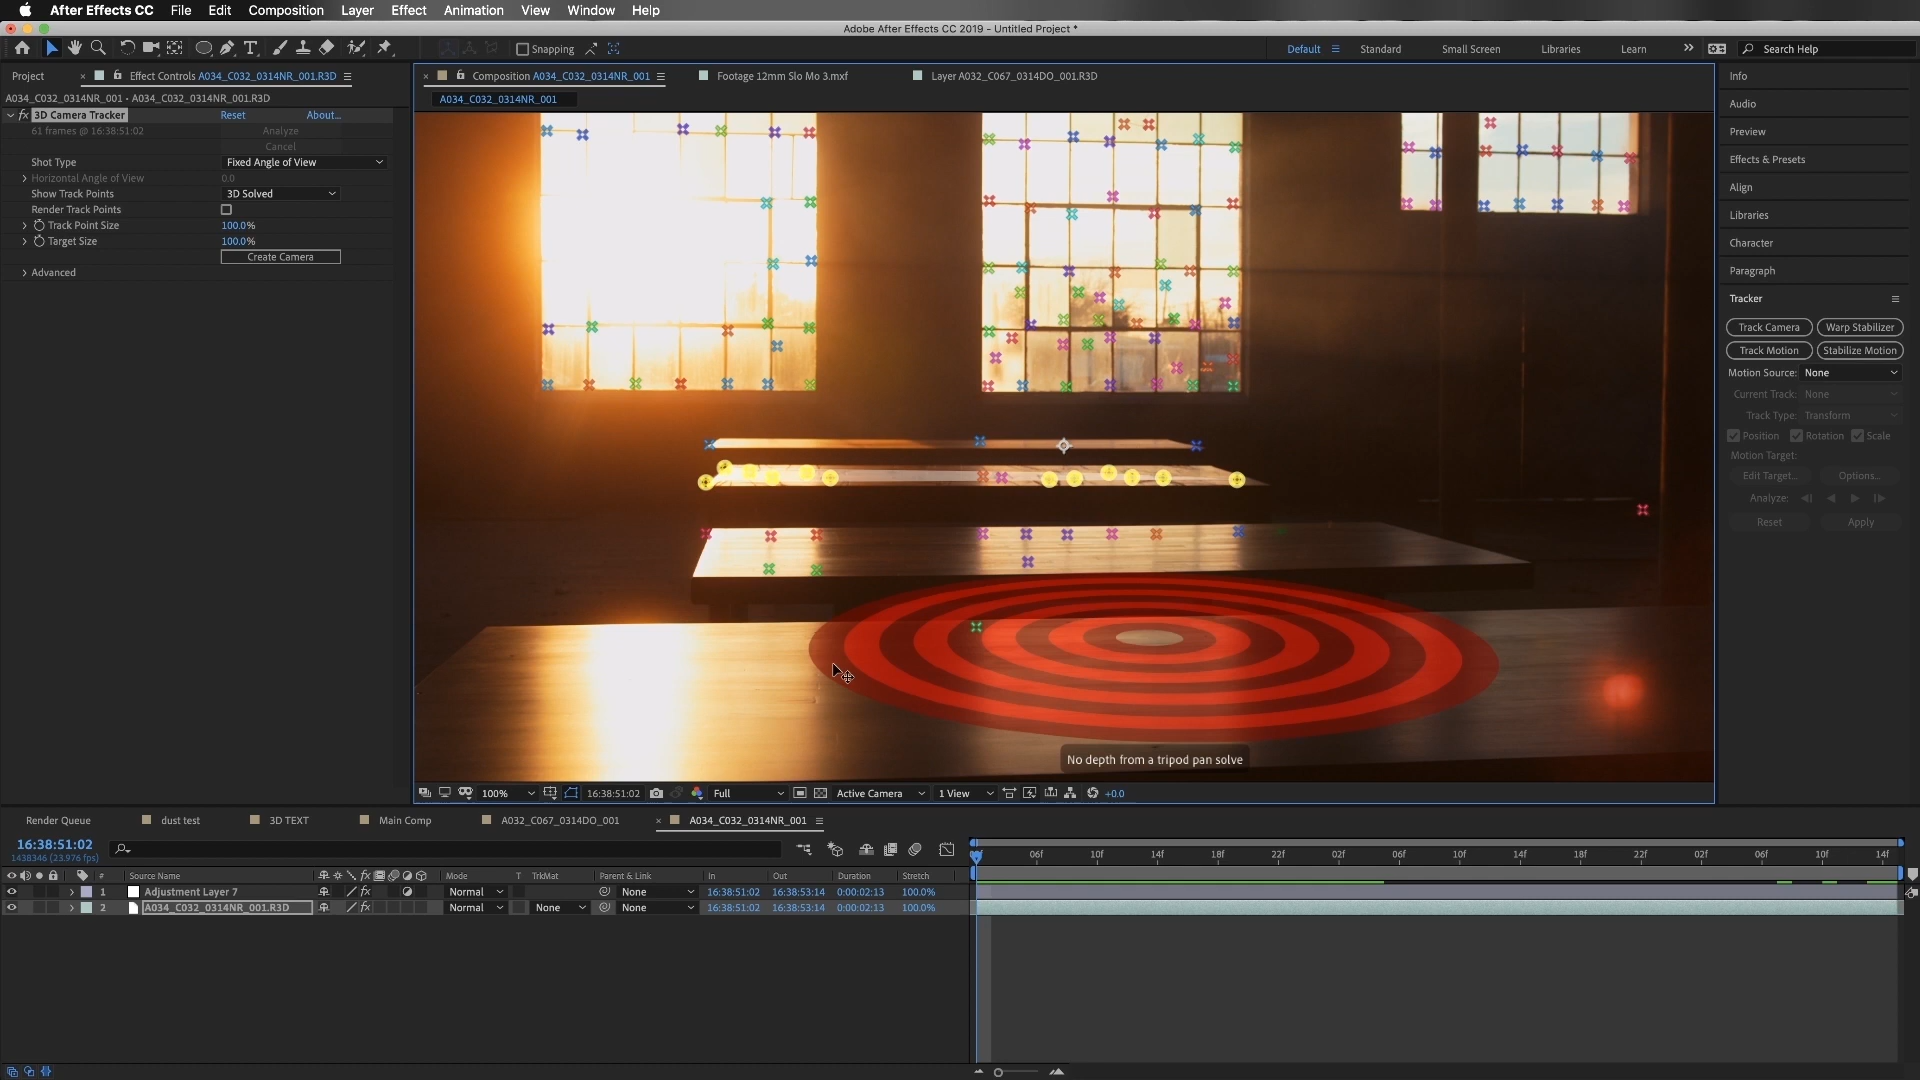 After Effects CC File Edit Composition Layer Effect Animation View Window Help
Adobe After Effects CC 2019 - Untitled Project *
Snapping Default Standard Small Screen Libraries Learn Search Help
Project Effect Controls A034_C032_0314NR_001.R3D Composition A034_C032_0314NR_001 Footage 12mm Slo Mo 3.mxf Layer A032_C067_0314DO_001.R3D Info
A034_C032_0314NR_001 • A034_C032_0314NR_001.R3D A034_C032_0314NR_001
fx 3D Camera Tracker Reset About...
61 frames @ 16:38:51:02 Analyze
Cancel
Shot Type Fixed Angle of View
Horizontal Angle of View 0.0
Show Track Points 3D Solved
Render Track Points
Track Point Size 100.0%
Target Size 100.0%
Create Camera
Advanced
Audio
Preview
Effects & Presets
Align
Libraries
Character
Paragraph
Tracker
Track Camera Warp Stabilizer
Track Motion Stabilize Motion
Motion Source: None
Current Track: None
Track Type: Transform
Position Rotation Scale
Motion Target:
Edit Target... Options...
Analyze:
Reset Apply
No depth from a tripod pan solve
100% 16:38:51:02 Full Active Camera 1 View +0.0
Render Queue dust test 3D TEXT Main Comp A032_C067_0314DO_001 A034_C032_0314NR_001
16:38:51:02
1438346 (23.976 fps)
06f 10f 14f 18f 22f 02f 06f 10f 14f 18f 22f 02f 06f 10f 14f
# Source Name fx Mode T TrkMat Parent & Link In Out Duration Stretch
1 Adjustment Layer 7 fx Normal None 16:38:51:02 16:38:53:14 0:00:02:13 100.0%
2 A034_C032_0314NR_001.R3D fx Normal None None 16:38:51:02 16:38:53:14 0:00:02:13 100.0%